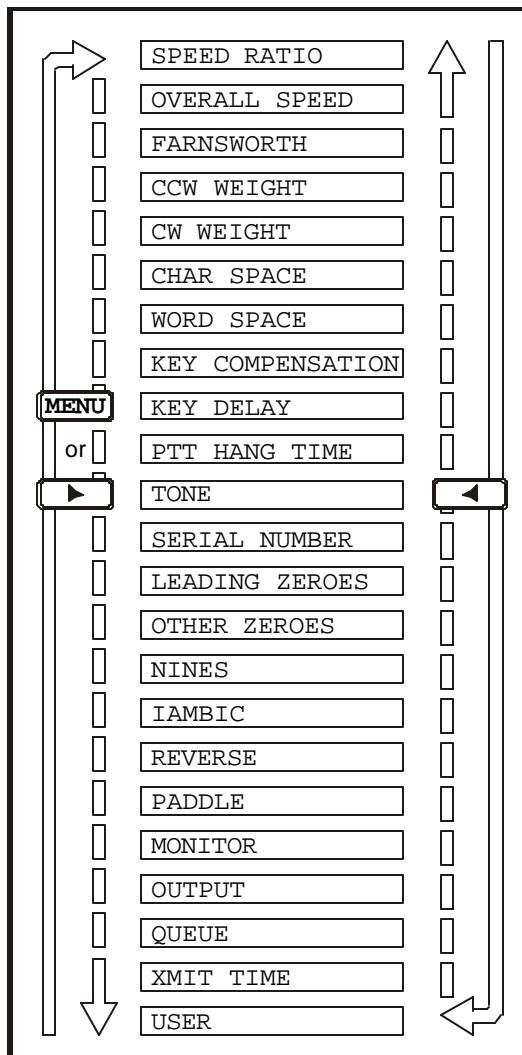 SPEED RATIO
OVERALL SPEED
FARNSWORTH
CCW WEIGHT
CW WEIGHT
CHAR SPACE
WORD SPACE
KEY COMPENSATION
MENU KEY DELAY
or PTT HANG TIME
TONE
SERIAL NUMBER
LEADING ZEROES
OTHER ZEROES
NINES
IAMBIC
REVERSE
PADDLE
MONITOR
OUTPUT
QUEUE
XMIT TIME
USER